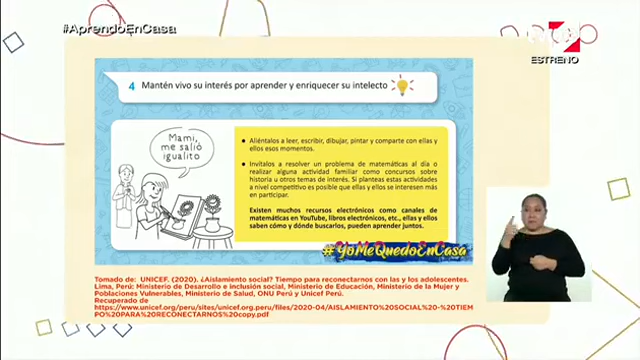 #AprendoEnCasa
ESTRENO
4 Mantén vivo su interés por aprender y enriquecer su intelecto
Mami,
me salió
igualito
• Aliéntalos a leer, escribir, dibujar, pintar y comparte con ellas y
ellos esos momentos.
• Invítalos a resolver un problema de matemáticas al día o
realizar alguna actividad familiar como concursos sobre
historia u otros temas de interés. Si planteas estas actividades
a nivel competitivo es posible que ellas y ellos se interesen más
en participar.
Existen muchos recursos electrónicos como canales de
matemáticas en YouTube, libros electrónicos, etc., ellas y ellos
saben cómo y dónde buscarlos, pueden aprender juntos.
#YoMeQuedoEnCasa
Tomado de: UNICEF. (2020). ¿Aislamiento social? Tiempo para reconectarnos con las y los adolescentes.
Lima, Perú: Ministerio de Desarrollo e inclusión social, Ministerio de Educación, Ministerio de la Mujer y
Poblaciones Vulnerables, Ministerio de Salud, ONU Perú y Unicef Perú.
Recuperado de
https://www.unicef.org/peru/sites/unicef.org.peru/files/2020-04/AISLAMIENTO%20SOCIAL%20-%20TIEM
PO%20PARA%20RECONECTARNOS%20copy.pdf